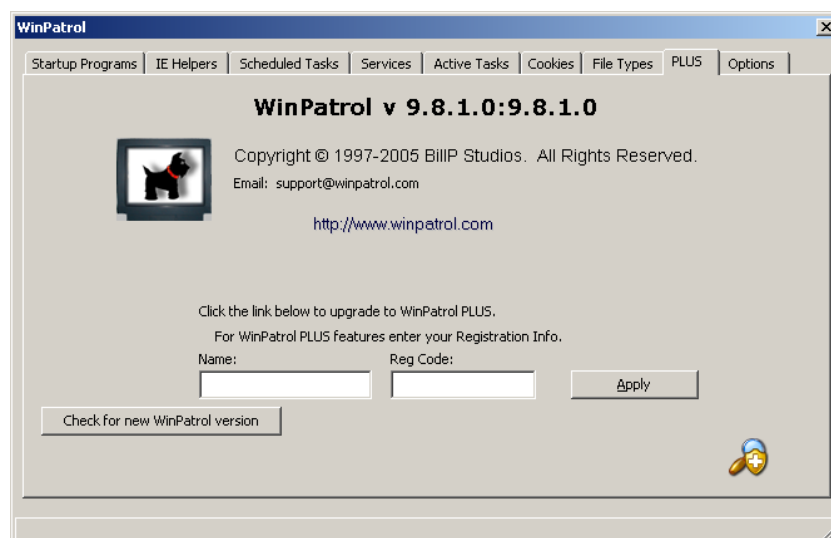 WinPatrol
Startup Programs IE Helpers Scheduled Tasks Services Active Tasks Cookies File Types PLUS Options
WinPatrol v 9.8.1.0:9.8.1.0
Copyright © 1997-2005 BillP Studios. All Rights Reserved.
Email: support@winpatrol.com
http://www.winpatrol.com
Click the link below to upgrade to WinPatrol PLUS.
For WinPatrol PLUS features enter your Registration Info.
Name: Reg Code:
Apply
Check for new WinPatrol version